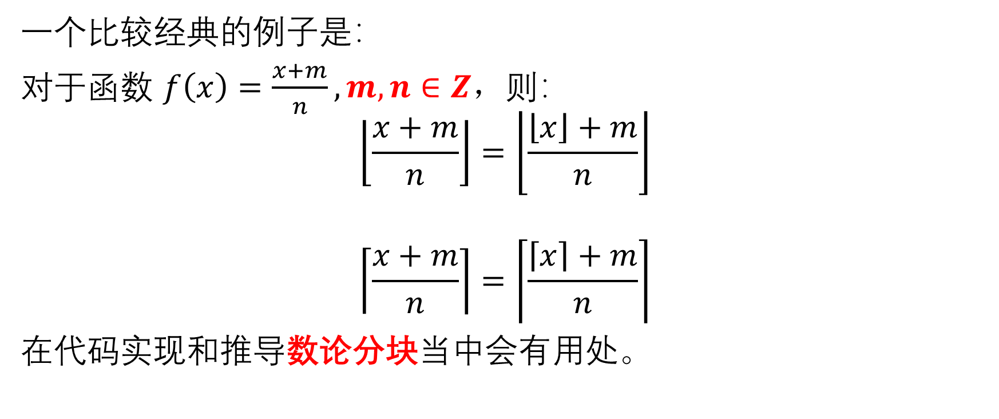 一个比较经典的例子是：
对于函数 $f(x) = \frac{x+m}{n}, m, n \in Z$，则：
$\left\lfloor \frac{x+m}{n} \right\rfloor = \left\lfloor \frac{\lfloor x \rfloor + m}{n} \right\rfloor$
$\left\lceil \frac{x+m}{n} \right\rceil = \left\lceil \frac{\lceil x \rceil + m}{n} \right\rceil$
在代码实现和推导数论分块当中会有用处。